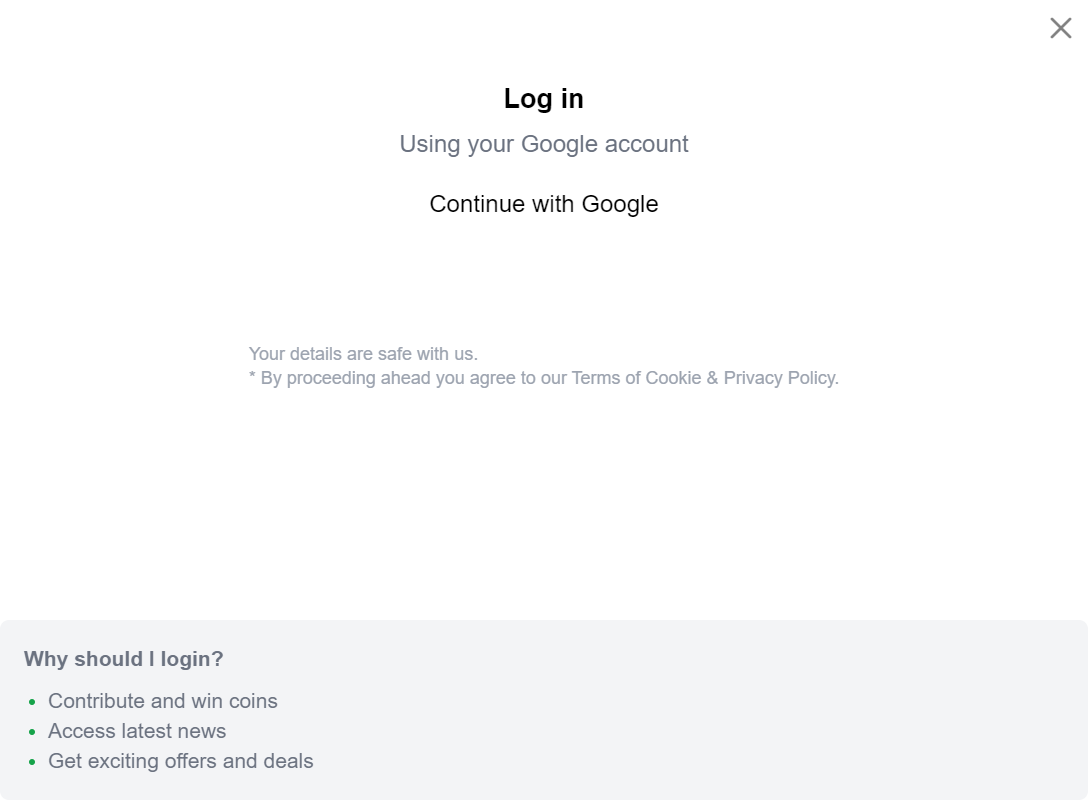 Log in
Using your Google account
Continue with Google
Your details are safe with us.
* By proceeding ahead you agree to our Terms of Cookie & Privacy Policy.
Why should I login?
Contribute and win coins
Access latest news
Get exciting offers and deals